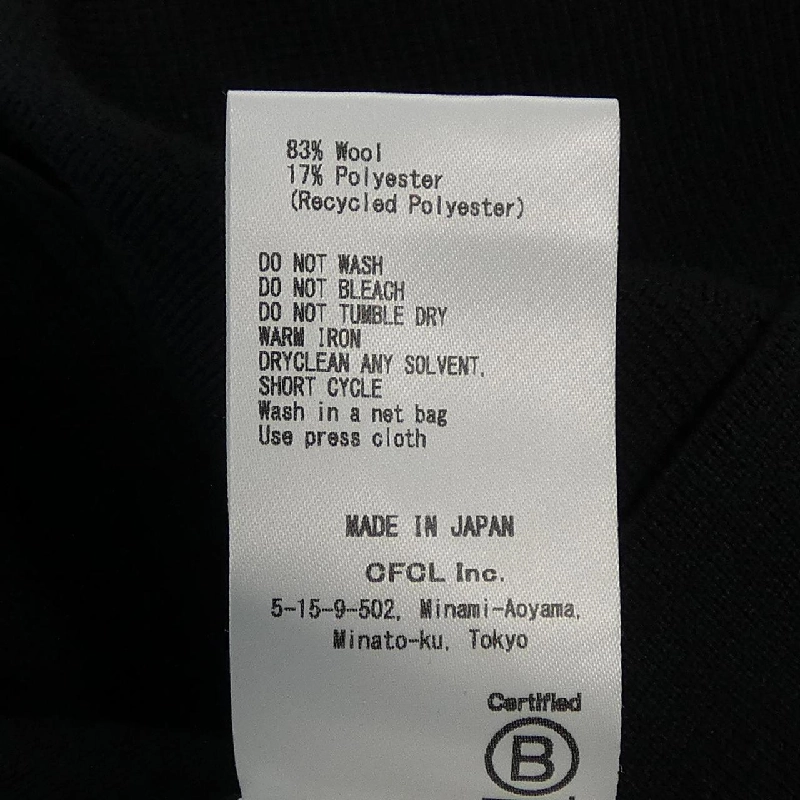 83% Wool
17% Polyester
(Recycled Polyester)
DO NOT WASH
DO NOT BLEACH
DO NOT TUMBLE DRY
WARM IRON
DRYCLEAN ANY SOLVENT.
SHORT CYCLE
Wash in a net bag
Use press cloth
MADE IN JAPAN
CFCL Inc.
5-15-9-502, Minami-Aoyama,
Minato-ku, Tokyo
Certified
B